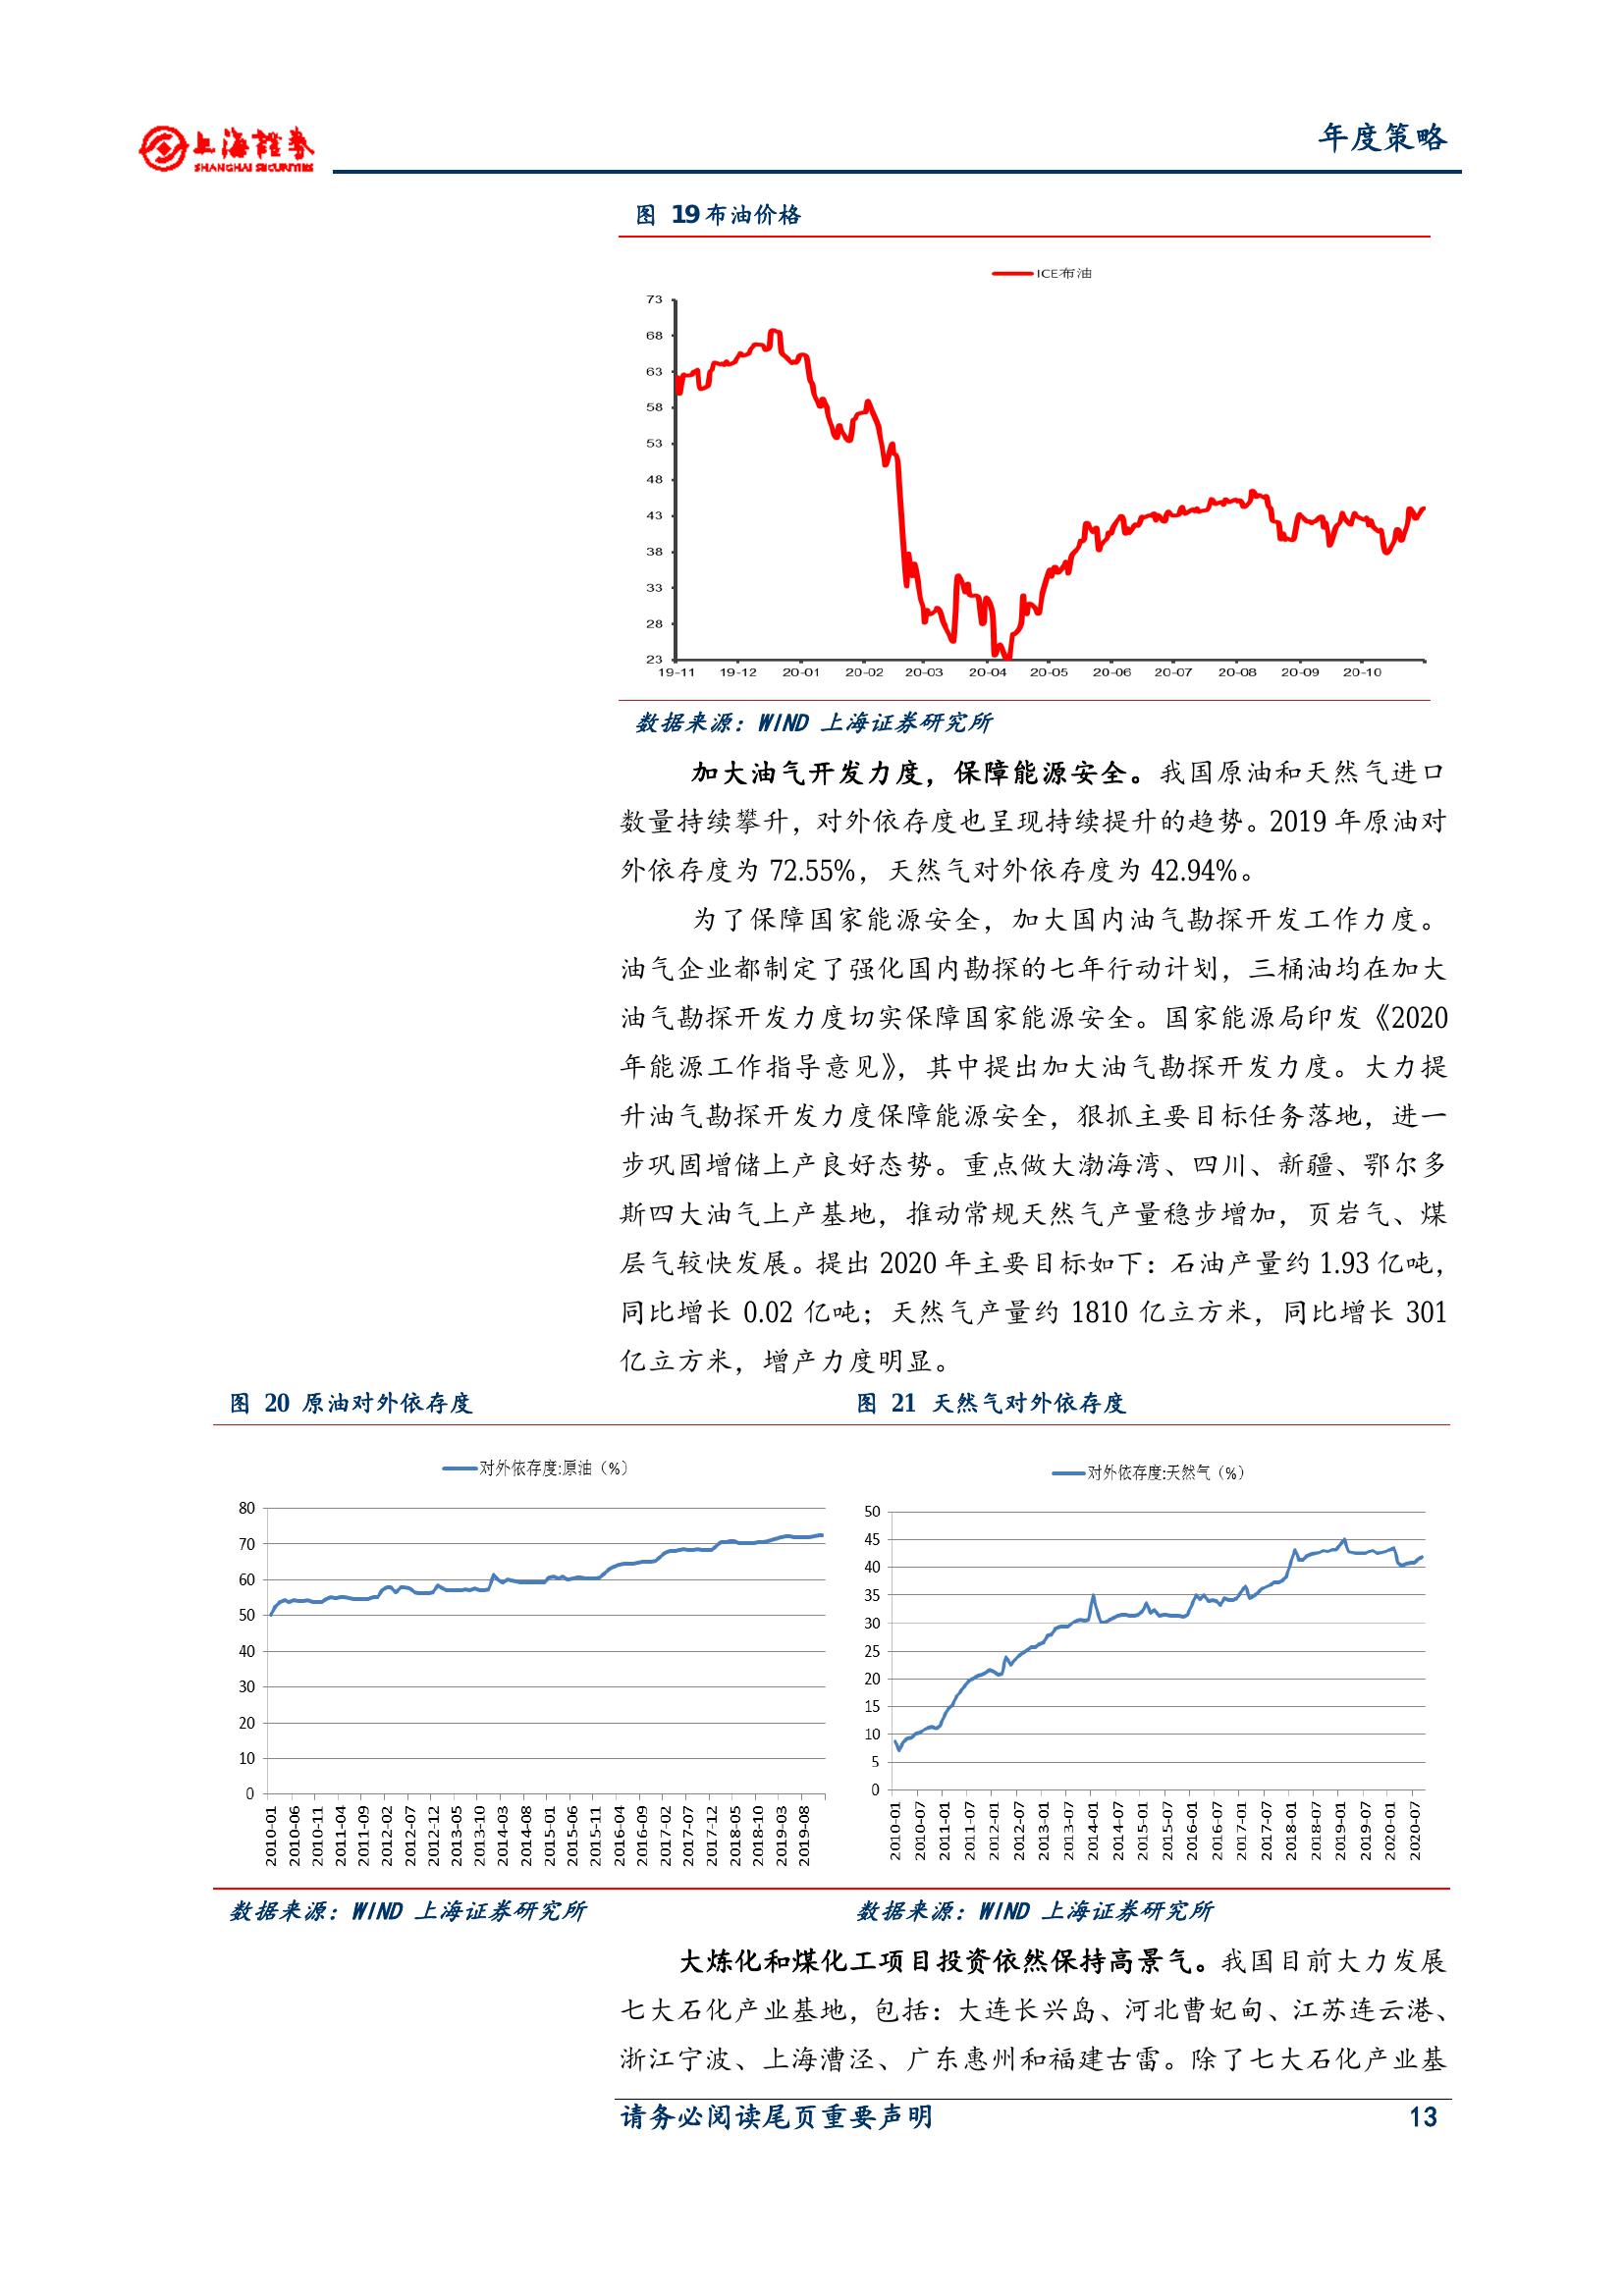 上海證券
SHANGHAI SECURITIES
年度策略
图 19 布油价格
ICE布油
73
68
63
58
53
48
43
38
33
28
23
19-11 19-12 20-01 20-02 20-03 20-04 20-05 20-06 20-07 20-08 20-09 20-10
数据来源：WIND 上海证券研究所
加大油气开发力度，保障能源安全。我国原油和天然气进口
数量持续攀升，对外依存度也呈现持续提升的趋势。2019 年原油对
外依存度为 72.55%，天然气对外依存度为 42.94%。
为了保障国家能源安全，加大国内油气勘探开发工作力度。
油气企业都制定了强化国内勘探的七年行动计划，三桶油均在加大
油气勘探开发力度切实保障国家能源安全。国家能源局印发《2020
年能源工作指导意见》，其中提出加大油气勘探开发力度。大力提
升油气勘探开发力度保障能源安全，狠抓主要目标任务落地，进一
步巩固增储上产良好态势。重点做大渤海湾、四川、新疆、鄂尔多
斯四大油气上产基地，推动常规天然气产量稳步增加，页岩气、煤
层气较快发展。提出 2020 年主要目标如下：石油产量约 1.93 亿吨，
同比增长 0.02 亿吨；天然气产量约 1810 亿立方米，同比增长 301
亿立方米，增产力度明显。
图 20 原油对外依存度
对外依存度:原油（%）
80
70
60
50
40
30
20
10
0
2010-01 2010-06 2010-11 2011-04 2011-09 2012-02 2012-07 2012-12 2013-05 2013-10 2014-03 2014-08 2015-01 2015-06 2015-11 2016-04 2016-09 2017-02 2017-07 2017-12 2018-05 2018-10 2019-03 2019-08
数据来源：WIND 上海证券研究所
图 21 天然气对外依存度
对外依存度:天然气（%）
50
45
40
35
30
25
20
15
10
5
0
2010-01 2010-07 2011-01 2011-07 2012-01 2012-07 2013-01 2013-07 2014-01 2014-07 2015-01 2015-07 2016-01 2016-07 2017-01 2017-07 2018-01 2018-07 2019-01 2019-07 2020-01 2020-07
数据来源：WIND 上海证券研究所
大炼化和煤化工项目投资依然保持高景气。我国目前大力发展
七大石化产业基地，包括：大连长兴岛、河北曹妃甸、江苏连云港、
浙江宁波、上海漕泾、广东惠州和福建古雷。除了七大石化产业基
请务必阅读尾页重要声明
13